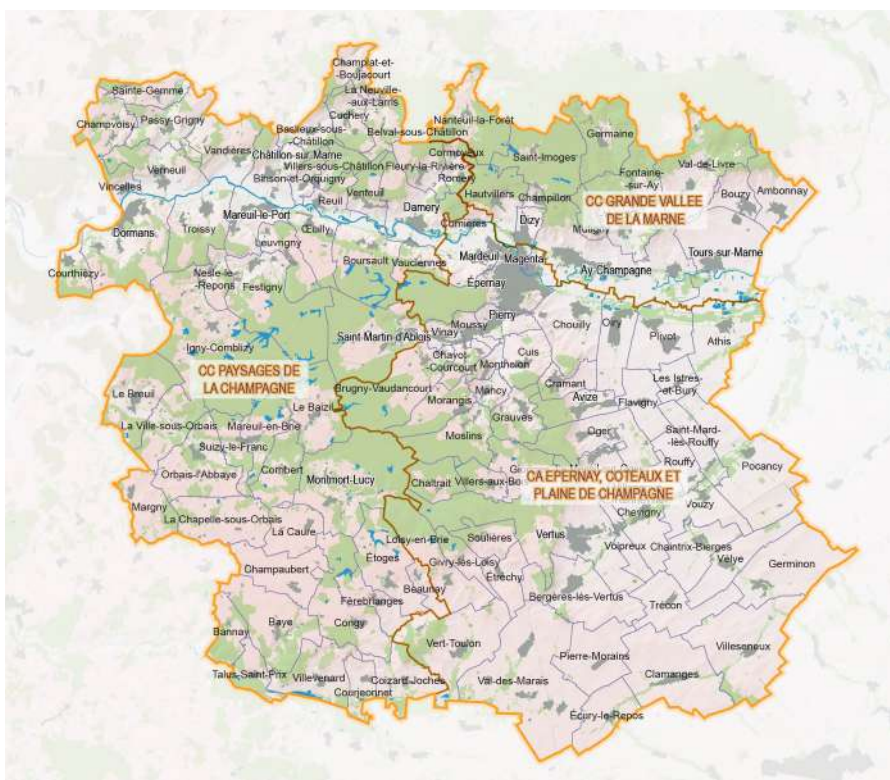 Champlat-et-
-Boujacourt
Sainte-Gemme
La Neuville-
-aux-Larris
Cuchery
Champvoisy
Passy-Grigny
Baslieux-sous-
-Châtillon
Belval-sous-Châtillon
Nanteuil-la-Forêt
Germaine
Vandières
Châtillon-sur-Marne
Cormoyeux
Saint-Imoges
Verneuil
Villers-sous-Châtillon
Fleury-la-Rivière
Val-de-Livre
Binson-et-Orquigny
Romery
Fontaine-
-sur-Ay
Vincelles
Venteuil
Hautvillers
Champillon
Bouzy
Ambonnay
Reuil
CC GRANDE VALLEE
DE LA MARNE
Mareuil-le-Port
Damery
Dizy
Dormans
Troissy
Œuilly
Cumières
Leuvrigny
Mardeuil
Magenta
Tours-sur-Marne
Boursault
Vauciennes
Ay Champagne
Courthiézy
Nesle-le-
-Repons
Festigny
Épernay
Pierry
Chouilly
Oiry
Plivot
Athis
Moussy
Vinay
Saint-Martin d'Ablois
Igny-Comblizy
Chavot
-Courcourt
Cuis
Monthelon
CC PAYSAGES DE
LA CHAMPAGNE
Les Istres-
-et-Bury
Brugny-Vaudancourt
Mancy
Cramant
Le Breuil
Avize
Flavigny
Le Baizil
Morangis
Grauves
La Ville-sous-Orbais
Mareuil-en-Brie
Oger
Saint-Mard-
-lès-Rouffy
Moslins
Suizy-le-Franc
Rouffy
Pocancy
Orbais-l'Abbaye
Corribert
Montmort-Lucy
Chaltrait
Villers-aux-Bo
CA EPERNAY, COTEAUX ET
PLAINE DE CHAMPAGNE
Margny
Vouzy
Chevigny
La Chapelle-sous-Orbais
La Caure
Loisy-en-Brie
Soulières
Vertus
Voipreux
Chaintrix-Bierges
Étoges
Givry-lès-Loisy
Vélye
Germinon
Champaubert
Étrechy
Beaunay
Bergères-lès-Vertus
Trécon
Férebrianges
Baye
Congy
Bannay
Vert-Toulon
Villeseneux
Pierre-Morains
Talus-Saint-Prix
Villevenard
Coizard-Joches
Val-des-Marais
Clamanges
Courjeonnet
Écury-le-Repos